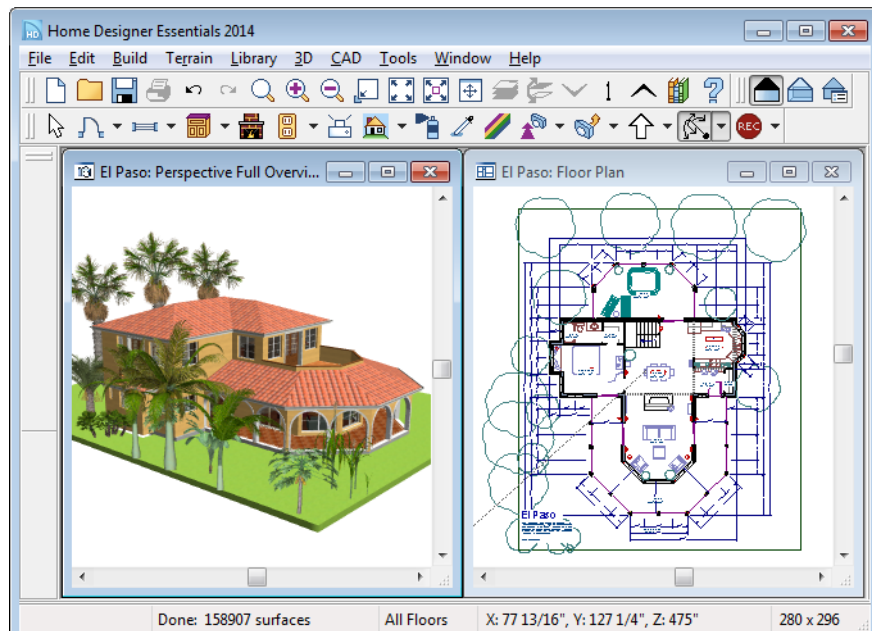 Home Designer Essentials 2014
File Edit Build Terrain Library 3D CAD Tools Window Help
1
REC
El Paso: Perspective Full Overvi...
El Paso: Floor Plan
El Paso
Done: 158907 surfaces All Floors X: 77 13/16", Y: 127 1/4", Z: 475" 280 x 296